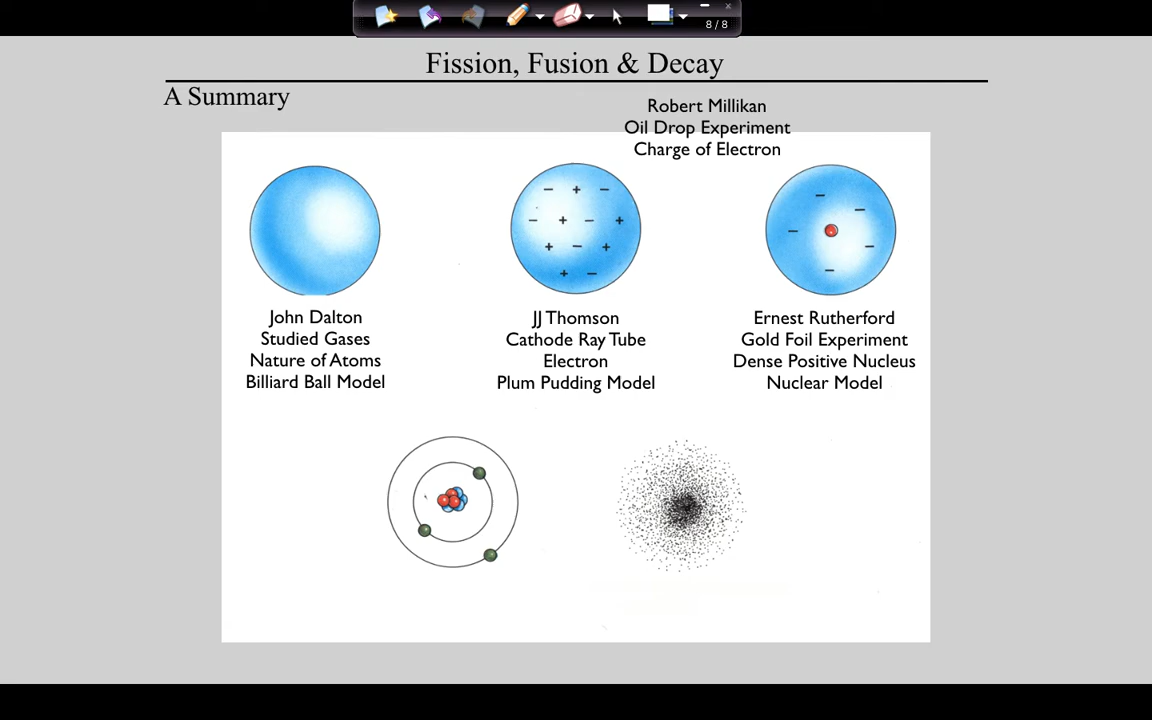 8 / 8
Fission, Fusion & Decay
A Summary
Robert Millikan
Oil Drop Experiment
Charge of Electron
John Dalton
Studied Gases
Nature of Atoms
Billiard Ball Model
JJ Thomson
Cathode Ray Tube
Electron
Plum Pudding Model
Ernest Rutherford
Gold Foil Experiment
Dense Positive Nucleus
Nuclear Model